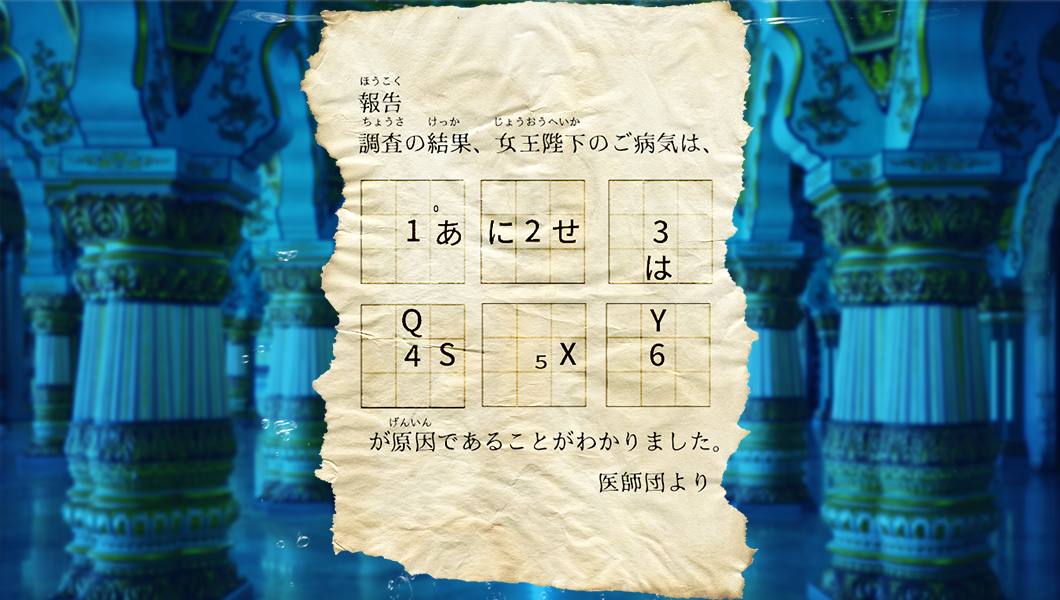 ほうこく
報告
ちょうさ けっか じょうおうへいか
調査の結果、女王陛下のご病気は、
0
1 あ に 2 せ 3
は
Q Y
4 S 5 X 6
げんいん
が原因であることがわかりました。
医師団より